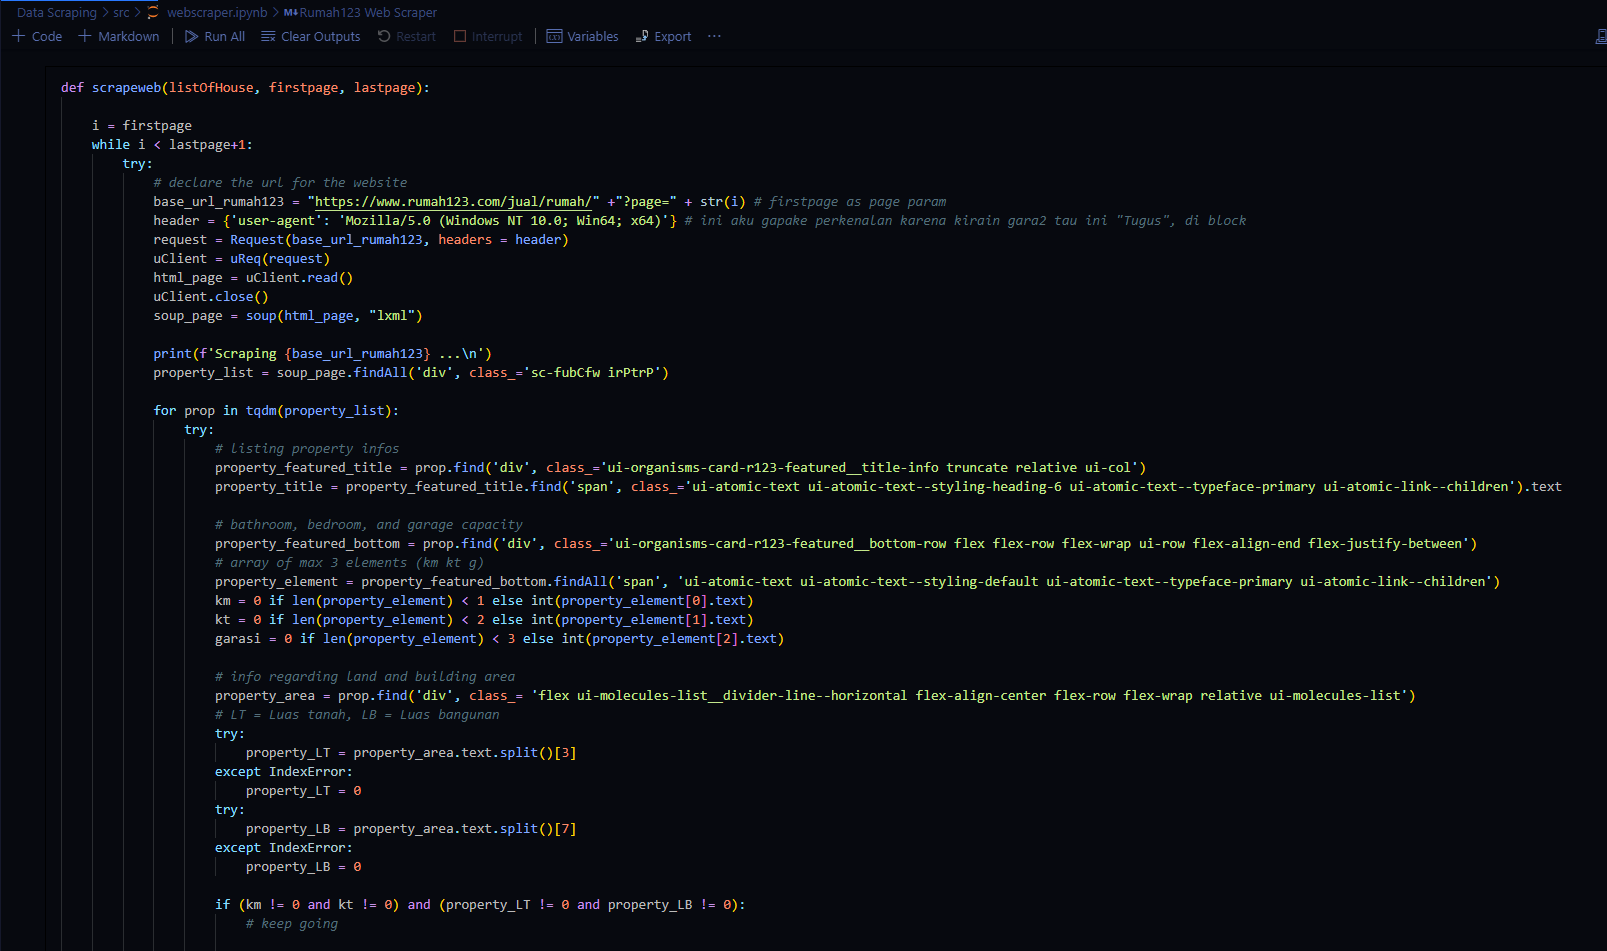 Data Scraping > src > webscraper.ipynb > M↓Rumah123 Web Scraper
+ Code + Markdown | Run All Clear Outputs Restart Interrupt | Variables Export ...
def scrapeweb(listOfHouse, firstpage, lastpage):
i = firstpage
while i < lastpage+1:
try:
# declare the url for the website
base_url_rumah123 = "https://www.rumah123.com/jual/rumah/" +"?page=" + str(i) # firstpage as page param
header = {'user-agent': 'Mozilla/5.0 (Windows NT 10.0; Win64; x64)'} # ini aku gapake perkenalan karena kirain gara2 tau ini "Tugus", di block
request = Request(base_url_rumah123, headers = header)
uClient = uReq(request)
html_page = uClient.read()
uClient.close()
soup_page = soup(html_page, "lxml")
print(f'Scraping {base_url_rumah123} ...\n')
property_list = soup_page.findAll('div', class_='sc-fubCfw irPtrP')
for prop in tqdm(property_list):
try:
# listing property infos
property_featured_title = prop.find('div', class_='ui-organisms-card-r123-featured__title-info truncate relative ui-col')
property_title = property_featured_title.find('span', class_='ui-atomic-text ui-atomic-text--styling-heading-6 ui-atomic-text--typeface-primary ui-atomic-link--children').text
# bathroom, bedroom, and garage capacity
property_featured_bottom = prop.find('div', class_='ui-organisms-card-r123-featured__bottom-row flex flex-row flex-wrap ui-row flex-align-end flex-justify-between')
# array of max 3 elements (km kt g)
property_element = property_featured_bottom.findAll('span', 'ui-atomic-text ui-atomic-text--styling-default ui-atomic-text--typeface-primary ui-atomic-link--children')
km = 0 if len(property_element) < 1 else int(property_element[0].text)
kt = 0 if len(property_element) < 2 else int(property_element[1].text)
garasi = 0 if len(property_element) < 3 else int(property_element[2].text)
# info regarding land and building area
property_area = prop.find('div', class_= 'flex ui-molecules-list__divider-line--horizontal flex-align-center flex-row flex-wrap relative ui-molecules-list')
# LT = Luas tanah, LB = Luas bangunan
try:
property_LT = property_area.text.split()[3]
except IndexError:
property_LT = 0
try:
property_LB = property_area.text.split()[7]
except IndexError:
property_LB = 0
if (km != 0 and kt != 0) and (property_LT != 0 and property_LB != 0):
# keep going